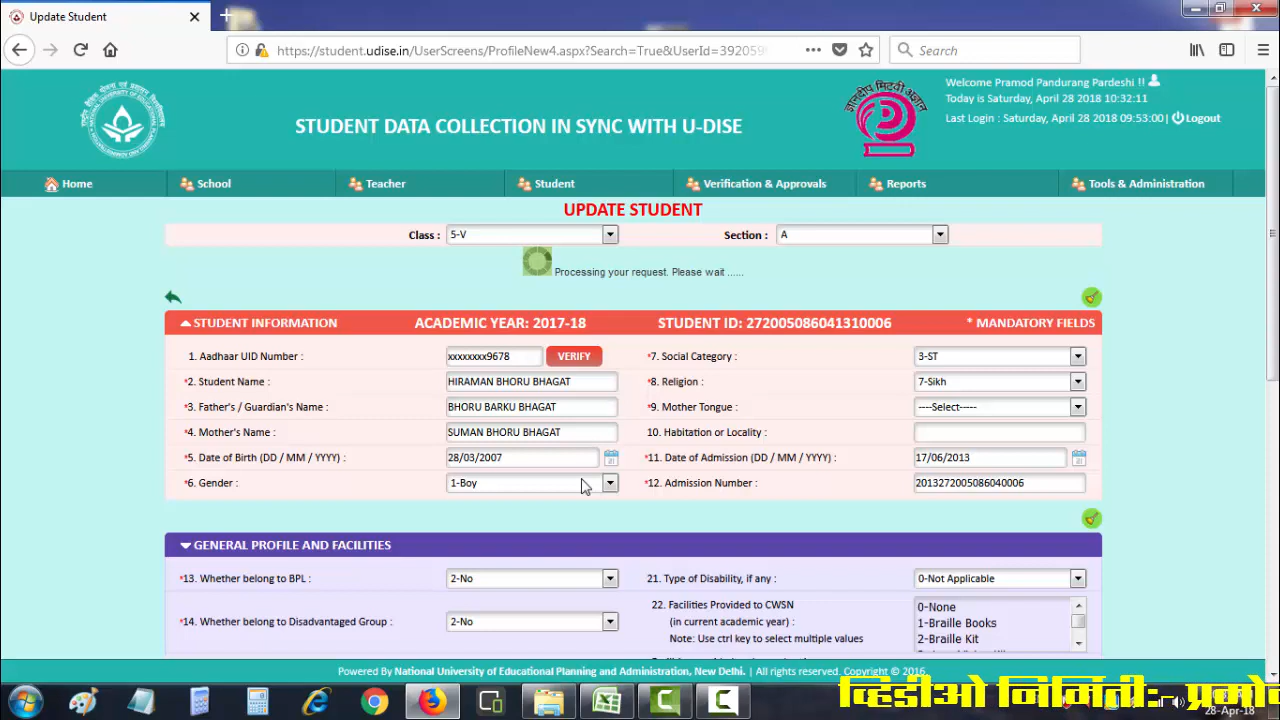 Update Student
https://student.udise.in/UserScreens/ProfileNew4.aspx?Search=True&UserId=39205
Search
Welcome Pramod Pandurang Pardeshi !!
Today is Saturday, April 28 2018 10:32:11
Last Login : Saturday, April 28 2018 09:53:00| Logout
STUDENT DATA COLLECTION IN SYNC WITH U-DISE
Home School Teacher Student Verification & Approvals Reports Tools & Administration
UPDATE STUDENT
Class : 5-V Section : A
Processing your request. Please wait ......
STUDENT INFORMATION ACADEMIC YEAR: 2017-18 STUDENT ID: 272005086041310006 * MANDATORY FIELDS
1. Aadhaar UID Number : xxxxxxxx9678 VERIFY *7. Social Category : 3-ST
*2. Student Name : HIRAMAN BHORU BHAGAT *8. Religion : 7-Sikh
*3. Father's / Guardian's Name : BHORU BARKU BHAGAT *9. Mother Tongue : ----Select-----
*4. Mother's Name : SUMAN BHORU BHAGAT 10. Habitation or Locality :
*5. Date of Birth (DD / MM / YYYY) : 28/03/2007 *11. Date of Admission (DD / MM / YYYY) : 17/06/2013
*6. Gender : 1-Boy *12. Admission Number : 2013272005086040006
GENERAL PROFILE AND FACILITIES
*13. Whether belong to BPL : 2-No 21. Type of Disability, if any : 0-Not Applicable
*14. Whether belong to Disadvantaged Group : 2-No 22. Facilities Provided to CWSN
(in current academic year) :
Note: Use ctrl key to select multiple values
0-None
1-Braille Books
2-Braille Kit
Powered By National University of Educational Planning and Administration, New Delhi. | All rights reserved. Copyright © 2016.
व्हिडीओ निमिती:-
28-Apr-18